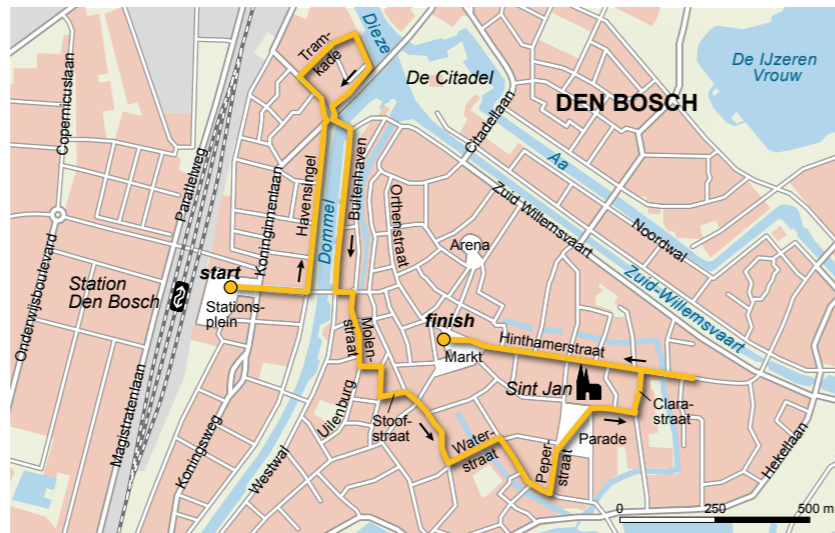 Copernicuslaan
Parallelweg
Tram-
kade
Dieze
De Citadel
De IJzeren
Vrouw
DEN BOSCH
Citadellaan
Aa
Koninginnenlaan
Havensingel
Dommel
Buitenhaven
Orthenstraat
Zuid Willemsvaart
Noordwal
Arena
Zuid-Willemsvaart
Onderwijsboulevard
Station
Den Bosch
start
Stations-
plein
Molen-
straat
finish
Markt
Hinthamerstraat
Magistratenlaan
Koningsweg
Uilenburg
Stoof-
straat
Sint Jan
Clara-
straat
Westwal
Water-
straat
Peper-
straat
Parade
Hekellaan
0 250 500 m